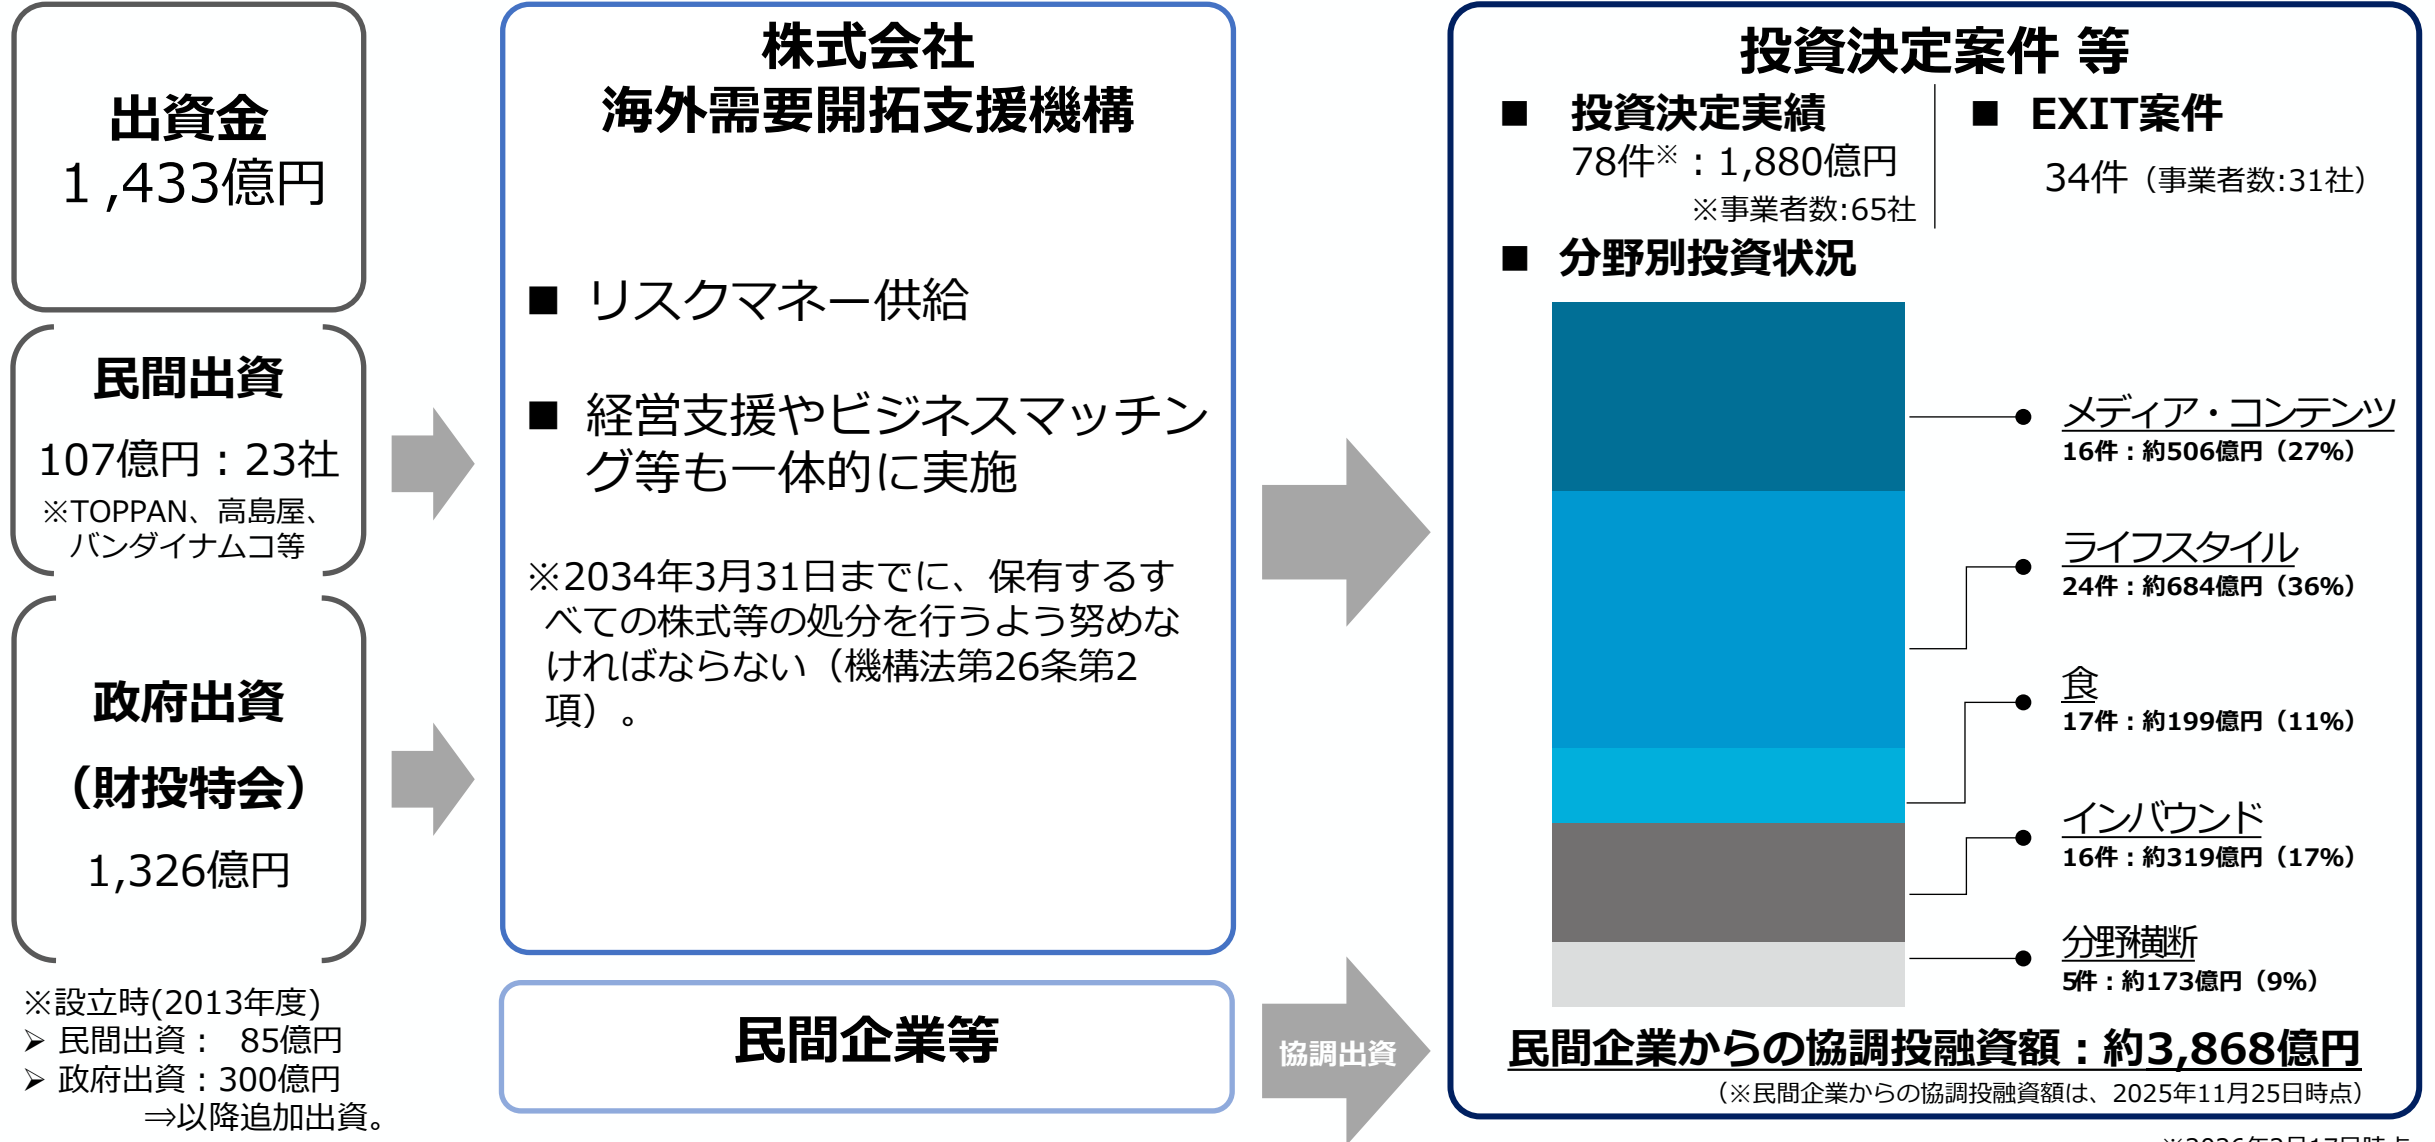 出資金
1,433億円
民間出資
107億円：23社
※TOPPAN、高島屋、
バンダイナムコ等
政府出資
（財投特会）
1,326億円
※設立時(2013年度)
➢ 民間出資： 85億円
➢ 政府出資：300億円
⇒以降追加出資。
株式会社
海外需要開拓支援機構
■ リスクマネー供給
■ 経営支援やビジネスマッチン
グ等も一体的に実施
※2034年3月31日までに、保有するす
べての株式等の処分を行うよう努めな
ければならない（機構法第26条第2
項）。
民間企業等
協調出資
投資決定案件 等
■ 投資決定実績
78件※：1,880億円
※事業者数:65社
■ EXIT案件
34件（事業者数:31社）
■ 分野別投資状況
メディア・コンテンツ
16件：約506億円（27%）
ライフスタイル
24件：約684億円（36%）
食
17件：約199億円（11%）
インバウンド
16件：約319億円（17%）
分野横断
5件：約173億円（9%）
民間企業からの協調投融資額：約3,868億円
（※民間企業からの協調投融資額は、2025年11月25日時点）